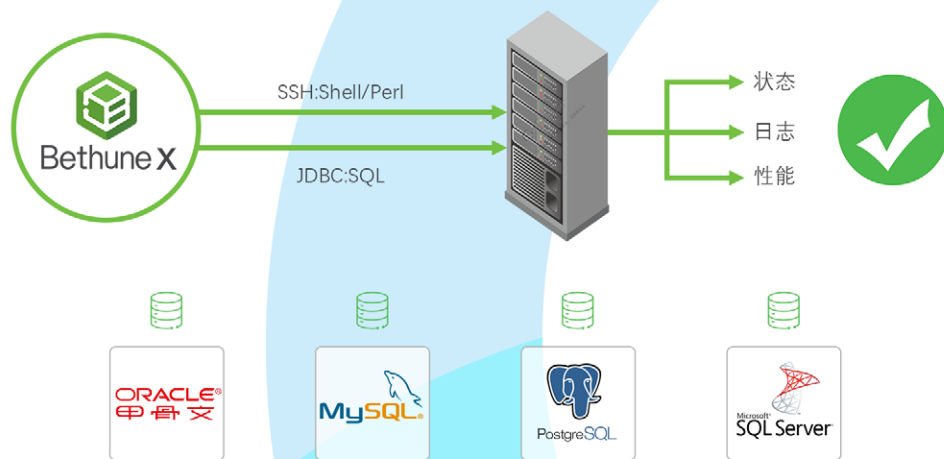 SSH:Shell/Perl
Bethune X
JDBC:SQL
状态
日志
性能
ORACLE®
甲骨文
MySQL®
PostgreSQL
Microsoft®
SQL Server